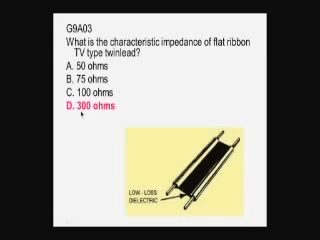 G9A03
What is the characteristic impedance of flat ribbon
TV type twinlead?
A. 50 ohms
B. 75 ohms
C. 100 ohms
D. 300 ohms
LOW - LOSS
DIELECTRIC